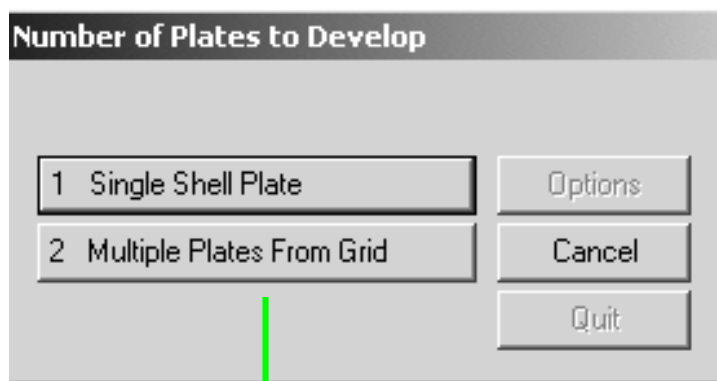 Number of Plates to Develop
1 Single Shell Plate
Options
2 Multiple Plates From Grid
Cancel
Quit